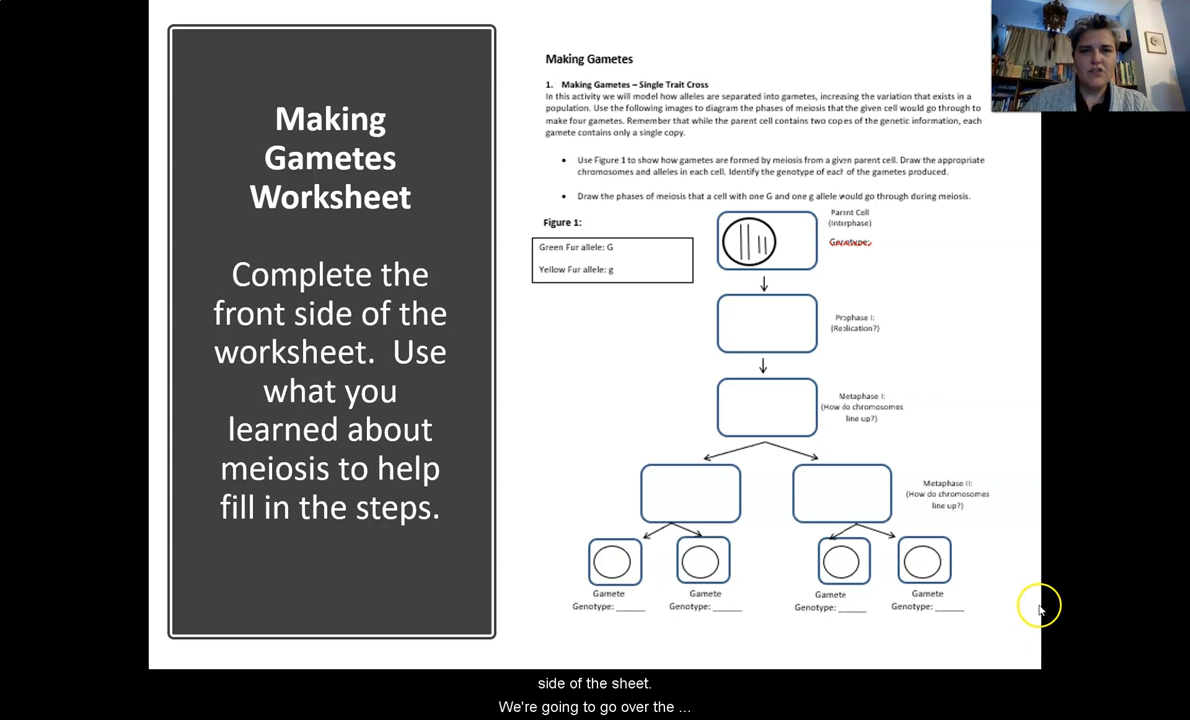 Making
Gametes
Worksheet
Complete the
front side of the
worksheet.  Use
what you
learned about
meiosis to help
fill in the steps.
Making Gametes
1. Making Gametes – Single Trait Cross
In this activity we will model how alleles are separated into gametes, increasing the variation that exists in a
population. Use the following images to diagram the phases of meiosis that the given cell would go through to
make four gametes. Remember that while the parent cell contains two copes of the genetic information, each
gamete contains only a single copy.
• Use Figure 1 to show how gametes are formed by meiosis from a given parent cell. Draw the appropriate
chromosomes and alleles in each cell. Identify the genotype of each of the gametes produced.
• Draw the phases of meiosis that a cell with one G and one g allele would go through during meiosis.
Figure 1:
Green Fur allele: G
Yellow Fur allele: g
Parent Cell
(Interphase)
Genotype:
Prophase I:
(Replication?)
Metaphase I:
(How do chromosomes
line up?)
Metaphase II:
(How do chromosomes
line up?)
Gamete
Genotype: ______
Gamete
Genotype: ______
Gamete
Genotype: ______
Gamete
Genotype: ______
side of the sheet.
We're going to go over the ...